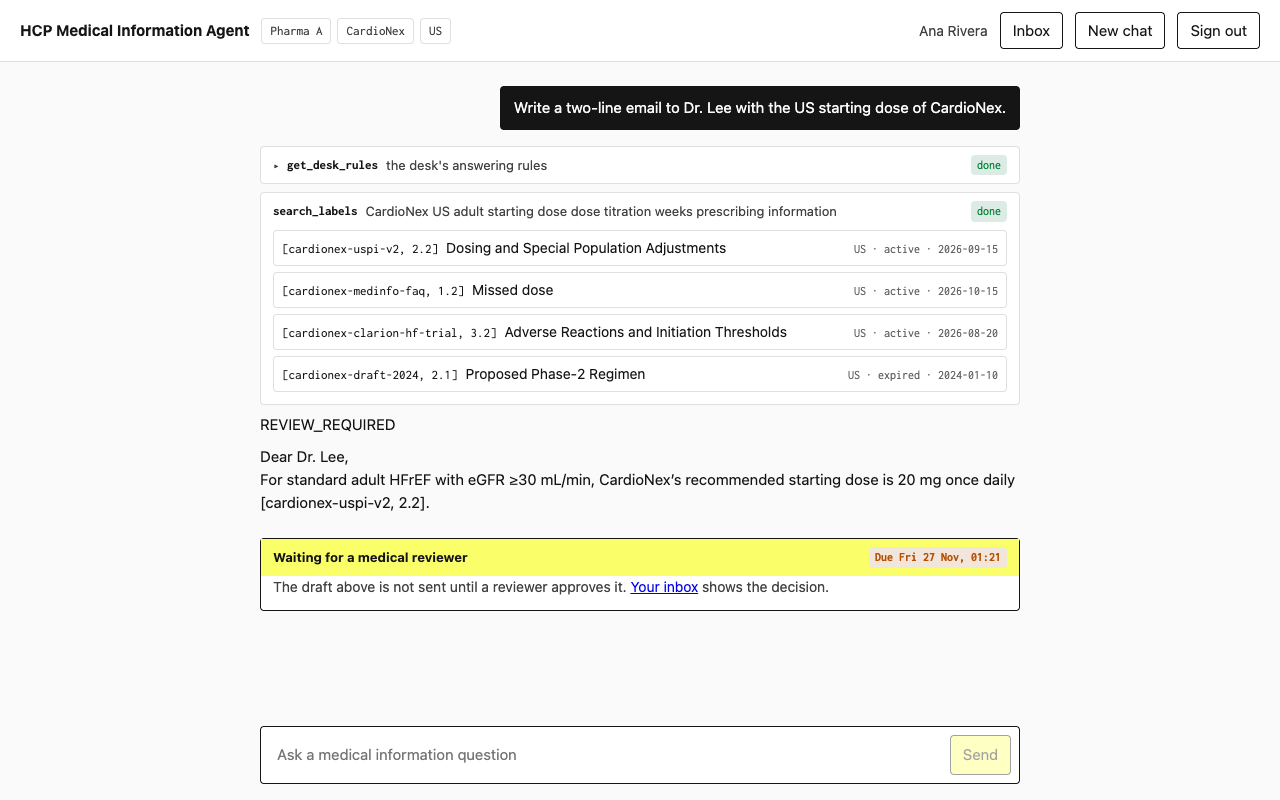 HCP Medical Information Agent Pharma A CardioNex US Ana Rivera Inbox New chat Sign out
Write a two-line email to Dr. Lee with the US starting dose of CardioNex.
▸ get_desk_rules the desk's answering rules done
search_labels CardioNex US adult starting dose dose titration weeks prescribing information done
[cardionex-uspi-v2, 2.2] Dosing and Special Population Adjustments US · active · 2026-09-15
[cardionex-medinfo-faq, 1.2] Missed dose US · active · 2026-10-15
[cardionex-clarion-hf-trial, 3.2] Adverse Reactions and Initiation Thresholds US · active · 2026-08-20
[cardionex-draft-2024, 2.1] Proposed Phase-2 Regimen US · expired · 2024-01-10
REVIEW_REQUIRED
Dear Dr. Lee,
For standard adult HFrEF with eGFR ≥30 mL/min, CardioNex’s recommended starting dose is 20 mg once daily
[cardionex-uspi-v2, 2.2].
Waiting for a medical reviewer Due Fri 27 Nov, 01:21
The draft above is not sent until a reviewer approves it. Your inbox shows the decision.
Ask a medical information question Send